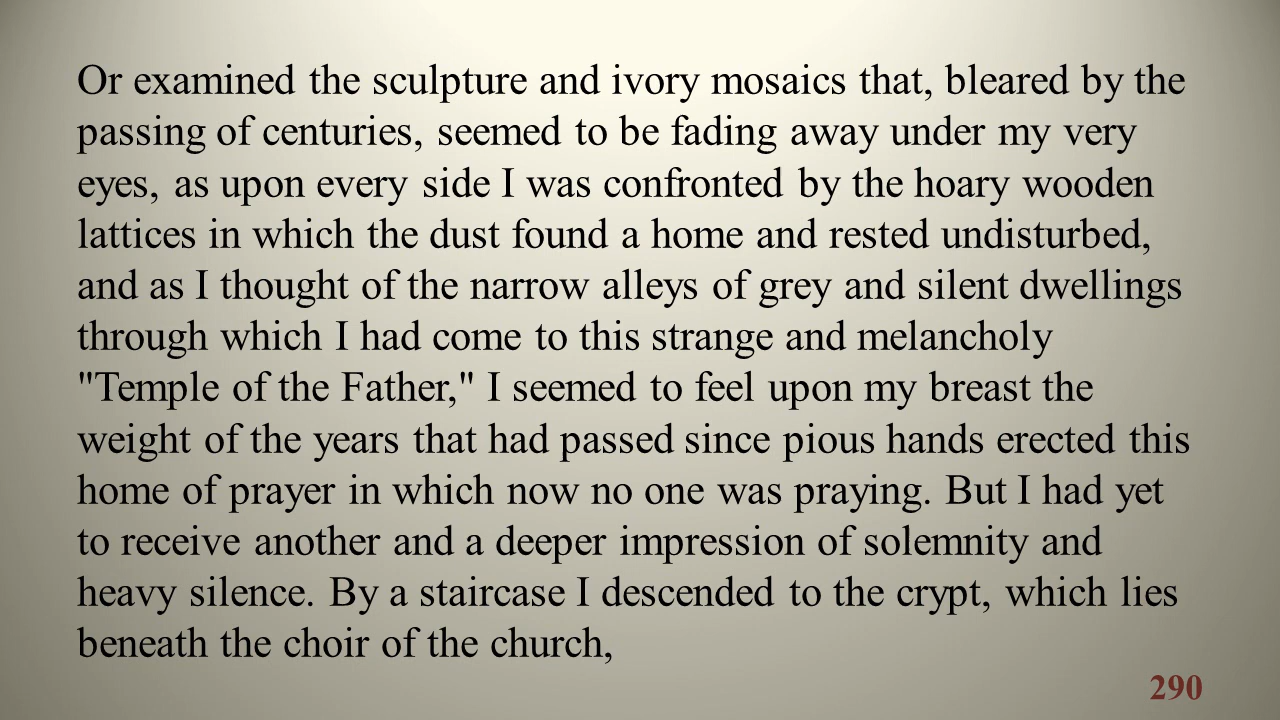 Or examined the sculpture and ivory mosaics that, bleared by the
passing of centuries, seemed to be fading away under my very
eyes, as upon every side I was confronted by the hoary wooden
lattices in which the dust found a home and rested undisturbed,
and as I thought of the narrow alleys of grey and silent dwellings
through which I had come to this strange and melancholy
"Temple of the Father," I seemed to feel upon my breast the
weight of the years that had passed since pious hands erected this
home of prayer in which now no one was praying. But I had yet
to receive another and a deeper impression of solemnity and
heavy silence. By a staircase I descended to the crypt, which lies
beneath the choir of the church,
290